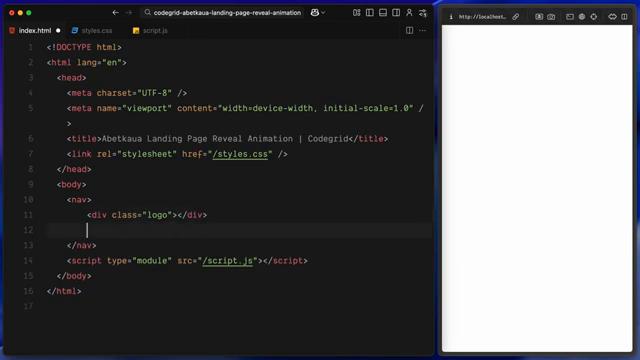 codegrid-abetkaua-landing-page-reveal-animation
index.html
styles.css
script.js
http://localhost...
1 <!DOCTYPE html>
2 <html lang="en">
3 <head>
4 <meta charset="UTF-8" />
5 <meta name="viewport" content="width=device-width, initial-scale=1.0" /
>
6 <title>Abetkaua Landing Page Reveal Animation | Codegrid</title>
7 <link rel="stylesheet" href="/styles.css" />
8 </head>
9 <body>
10 <nav>
11 <div class="logo"></div>
12
13 </nav>
14 <script type="module" src="/script.js"></script>
15 </body>
16 </html>
17